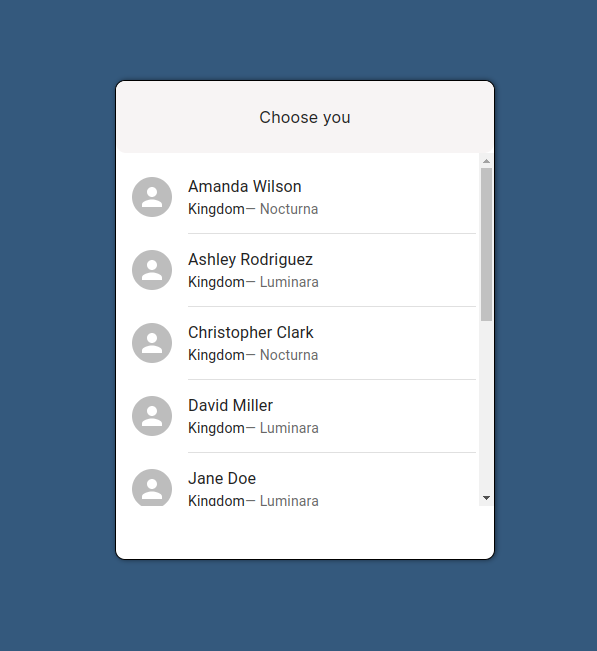 Choose you
Amanda Wilson
Kingdom— Nocturna
Ashley Rodriguez
Kingdom— Luminara
Christopher Clark
Kingdom— Nocturna
David Miller
Kingdom— Luminara
Jane Doe
Kingdom— Luminara